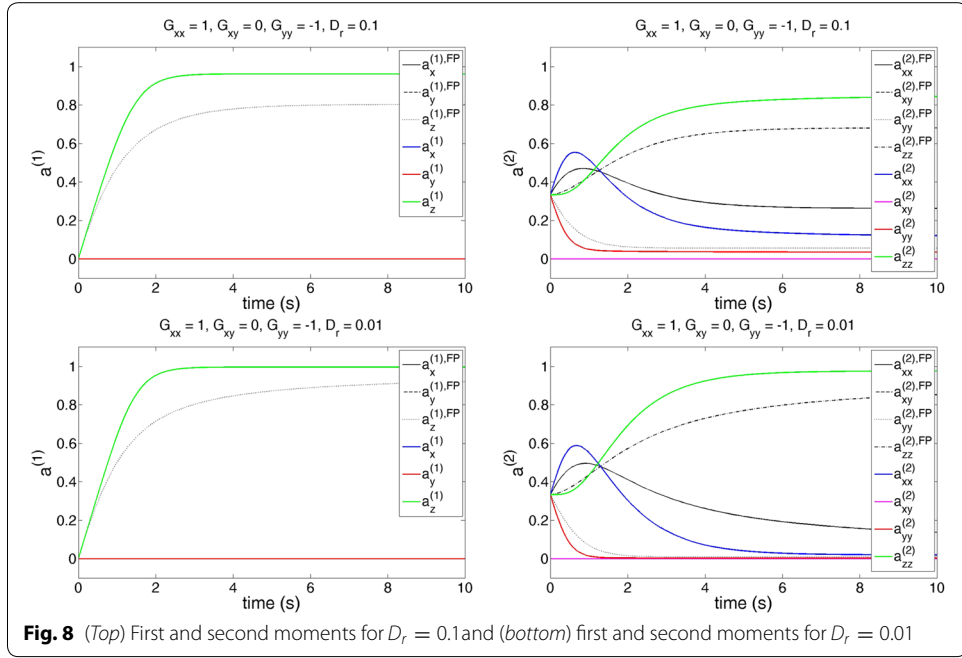 G_xx = 1, G_xy = 0, G_yy = -1, D_r = 0.1
a^(1)
1
0.8
0.6
0.4
0.2
0
0 2 4 6 8 10
time (s)
a_x^(1),FP
a_y^(1),FP
a_z^(1),FP
a_x^(1)
a_y^(1)
a_z^(1)
G_xx = 1, G_xy = 0, G_yy = -1, D_r = 0.1
a^(2)
1
0.8
0.6
0.4
0.2
0
0 2 4 6 8 10
time (s)
a_xx^(2),FP
a_xy^(2),FP
a_yy^(2),FP
a_zz^(2),FP
a_xx^(2)
a_xy^(2)
a_yy^(2)
a_zz^(2)
G_xx = 1, G_xy = 0, G_yy = -1, D_r = 0.01
a^(1)
1
0.8
0.6
0.4
0.2
0
0 2 4 6 8 10
time (s)
a_x^(1),FP
a_y^(1),FP
a_z^(1),FP
a_x^(1)
a_y^(1)
a_z^(1)
G_xx = 1, G_xy = 0, G_yy = -1, D_r = 0.01
a^(2)
1
0.8
0.6
0.4
0.2
0
0 2 4 6 8 10
time (s)
a_xx^(2),FP
a_xy^(2),FP
a_yy^(2),FP
a_zz^(2),FP
a_xx^(2)
a_xy^(2)
a_yy^(2)
a_zz^(2)
Fig. 8 (Top) First and second moments for D_r = 0.1and (bottom) first and second moments for D_r = 0.01